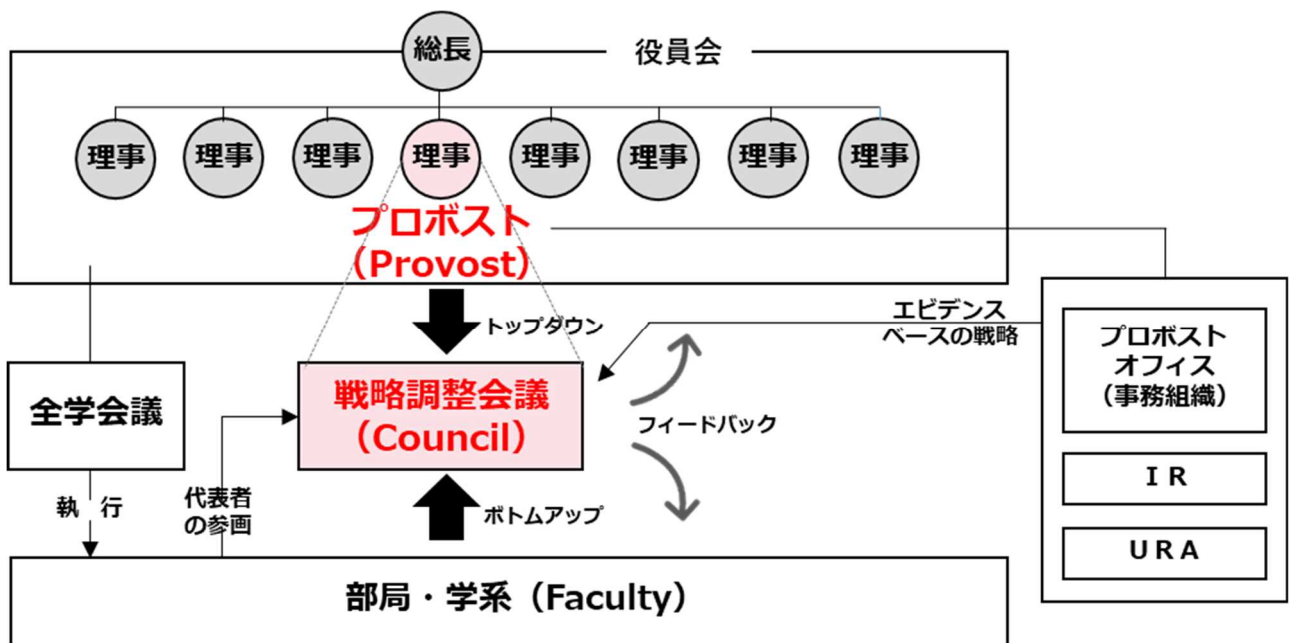 総長
役員会
理事
理事
理事
理事
理事
理事
理事
理事
プロボスト
（Provost）
トップダウン
エビデンス
ベースの戦略
プロボスト
オフィス
（事務組織）
全学会議
戦略調整会議
（Council）
フィードバック
ＩＲ
執　行
代表者
の参画
ボトムアップ
ＵＲＡ
部局・学系（Faculty）